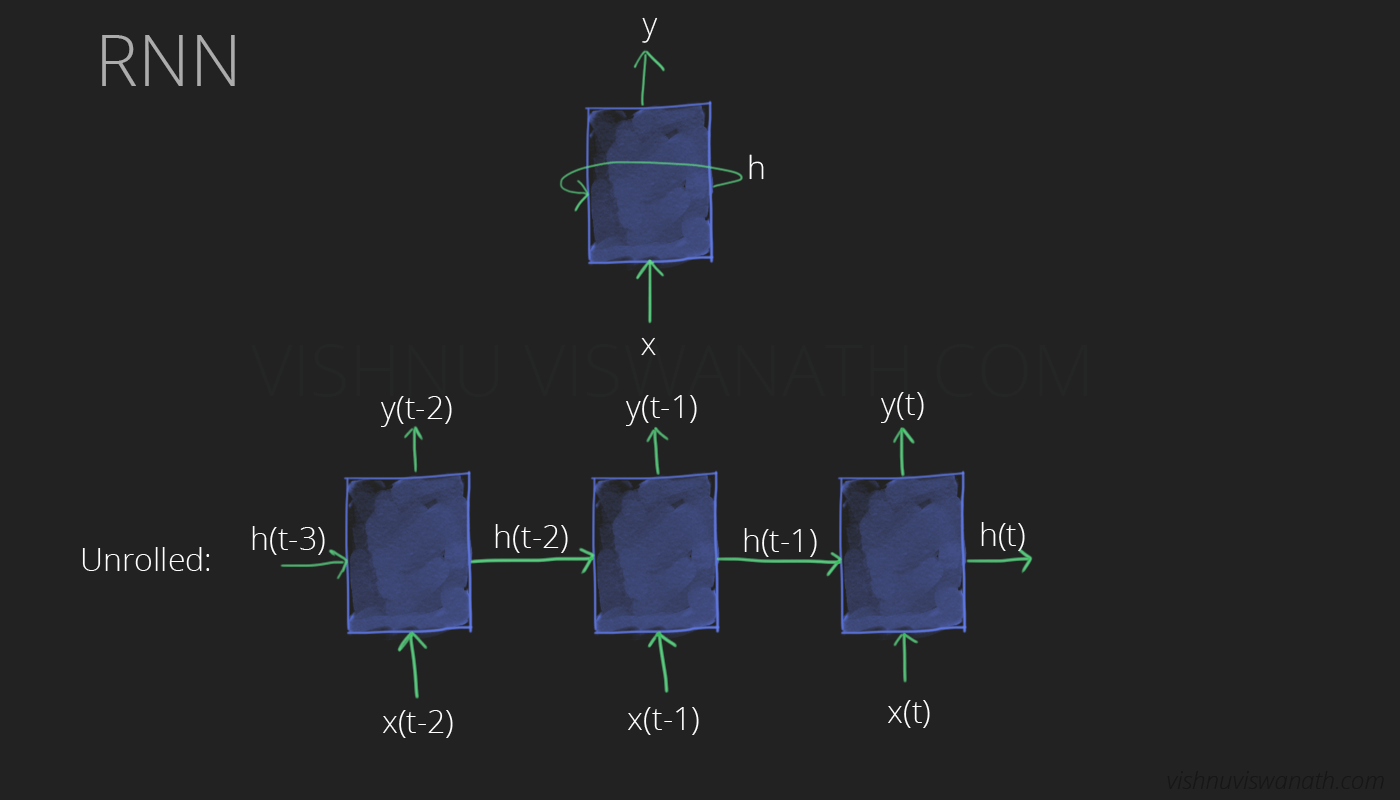 RNN
y
h
x
VISHNU VISWANATH.COM
y(t-2)
y(t-1)
y(t)
Unrolled:
h(t-3)
h(t-2)
h(t-1)
h(t)
x(t-2)
x(t-1)
x(t)
vishnuviswanath.com